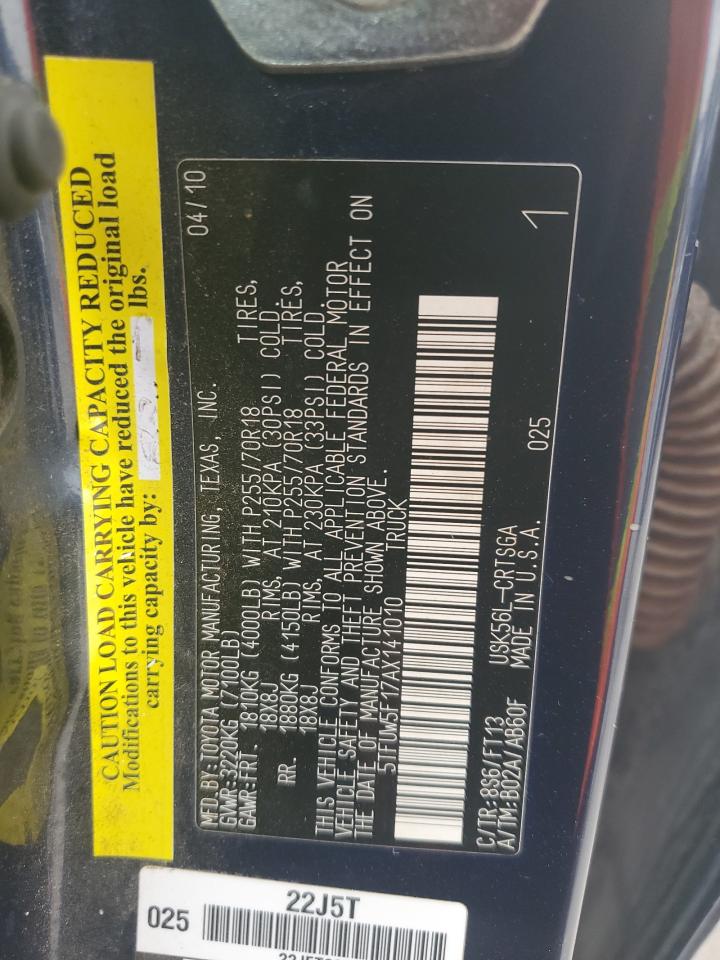 CAUTION LOAD CARRYING CAPACITY REDUCED
Modifications to this vehicle have reduced the original load
carrying capacity by: lbs.
04/10
MFD.BY:TOYOTA MOTOR MANUFACTURING, TEXAS, INC.
GVWR:3220KG(7100LB)
GAWR:FRT. 1810KG (4000LB) WITH P255/70R18 TIRES,
18X8J RIMS, AT 210KPA (30PSI) COLD.
RR. 1880KG (4150LB) WITH P255/70R18 TIRES,
18X8J RIMS, AT 230KPA (33PSI) COLD.
THIS VEHICLE CONFORMS TO ALL APPLICABLE FEDERAL MOTOR
VEHICLE SAFETY AND THEFT PREVENTION STANDARDS IN EFFECT ON
THE DATE OF MANUFACTURE SHOWN ABOVE.
5TFUW5F17AX141010 TRUCK
C/TR:8S6/FT13 USK56L-CRTSGA 025
A/TM:B02A/AB60F MADE IN U.S.A. 1
22J5T
025